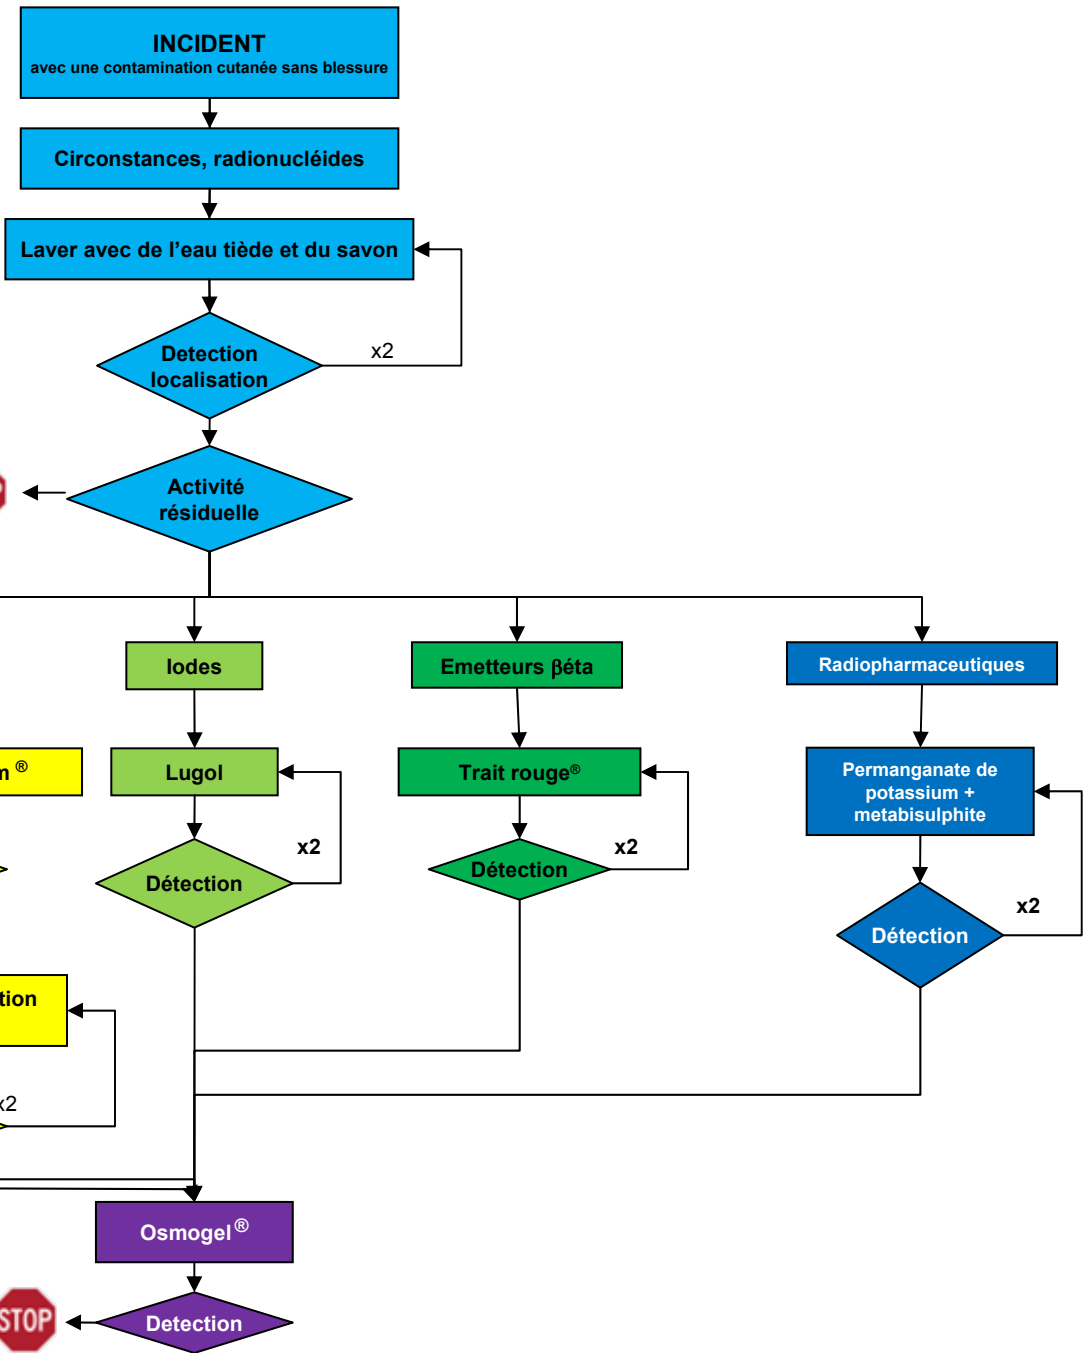 INCIDENT
avec une contamination cutanée sans blessure
Circonstances, radionucléides
Laver avec de l'eau tiède et du savon
Detection
localisation
x2
Activité
résiduelle
Iodes
Emetteurs βéta
Radiopharmaceutiques
Lugol
Trait rouge®
Permanganate de
potassium +
metabisulphite
x2
x2
Détection
Détection
x2
Détection
x2
Osmogel®
STOP
Detection